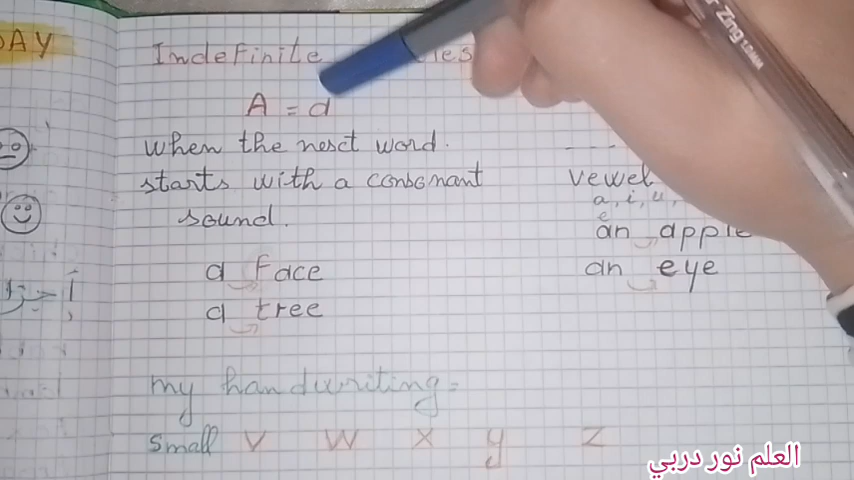 DAY
Indefinite
A = a
when the next word.
starts with a consonant
sound.
a face
a tree
vewel
a, i, u,
e
an apple
an eye
my handwriting =
small v w x y z
Zing
العلم نور دربي